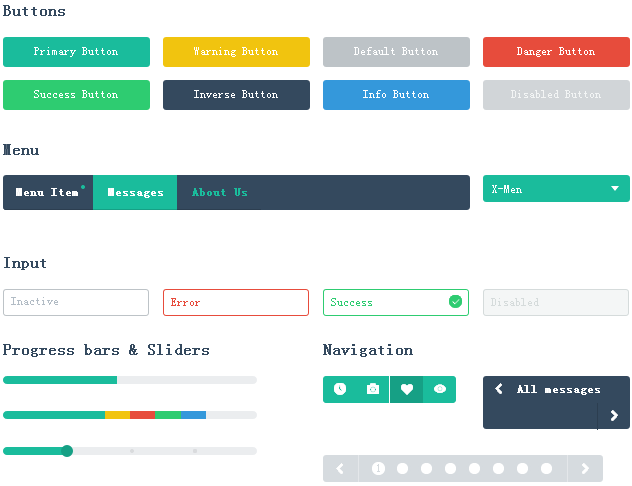 Buttons
Primary Button
Warning Button
Default Button
Danger Button
Success Button
Inverse Button
Info Button
Disabled Button
Menu
Menu Item
Messages
About Us
X-Men
Input
Inactive
Error
Success
Disabled
Progress bars & Sliders
Navigation
All messages